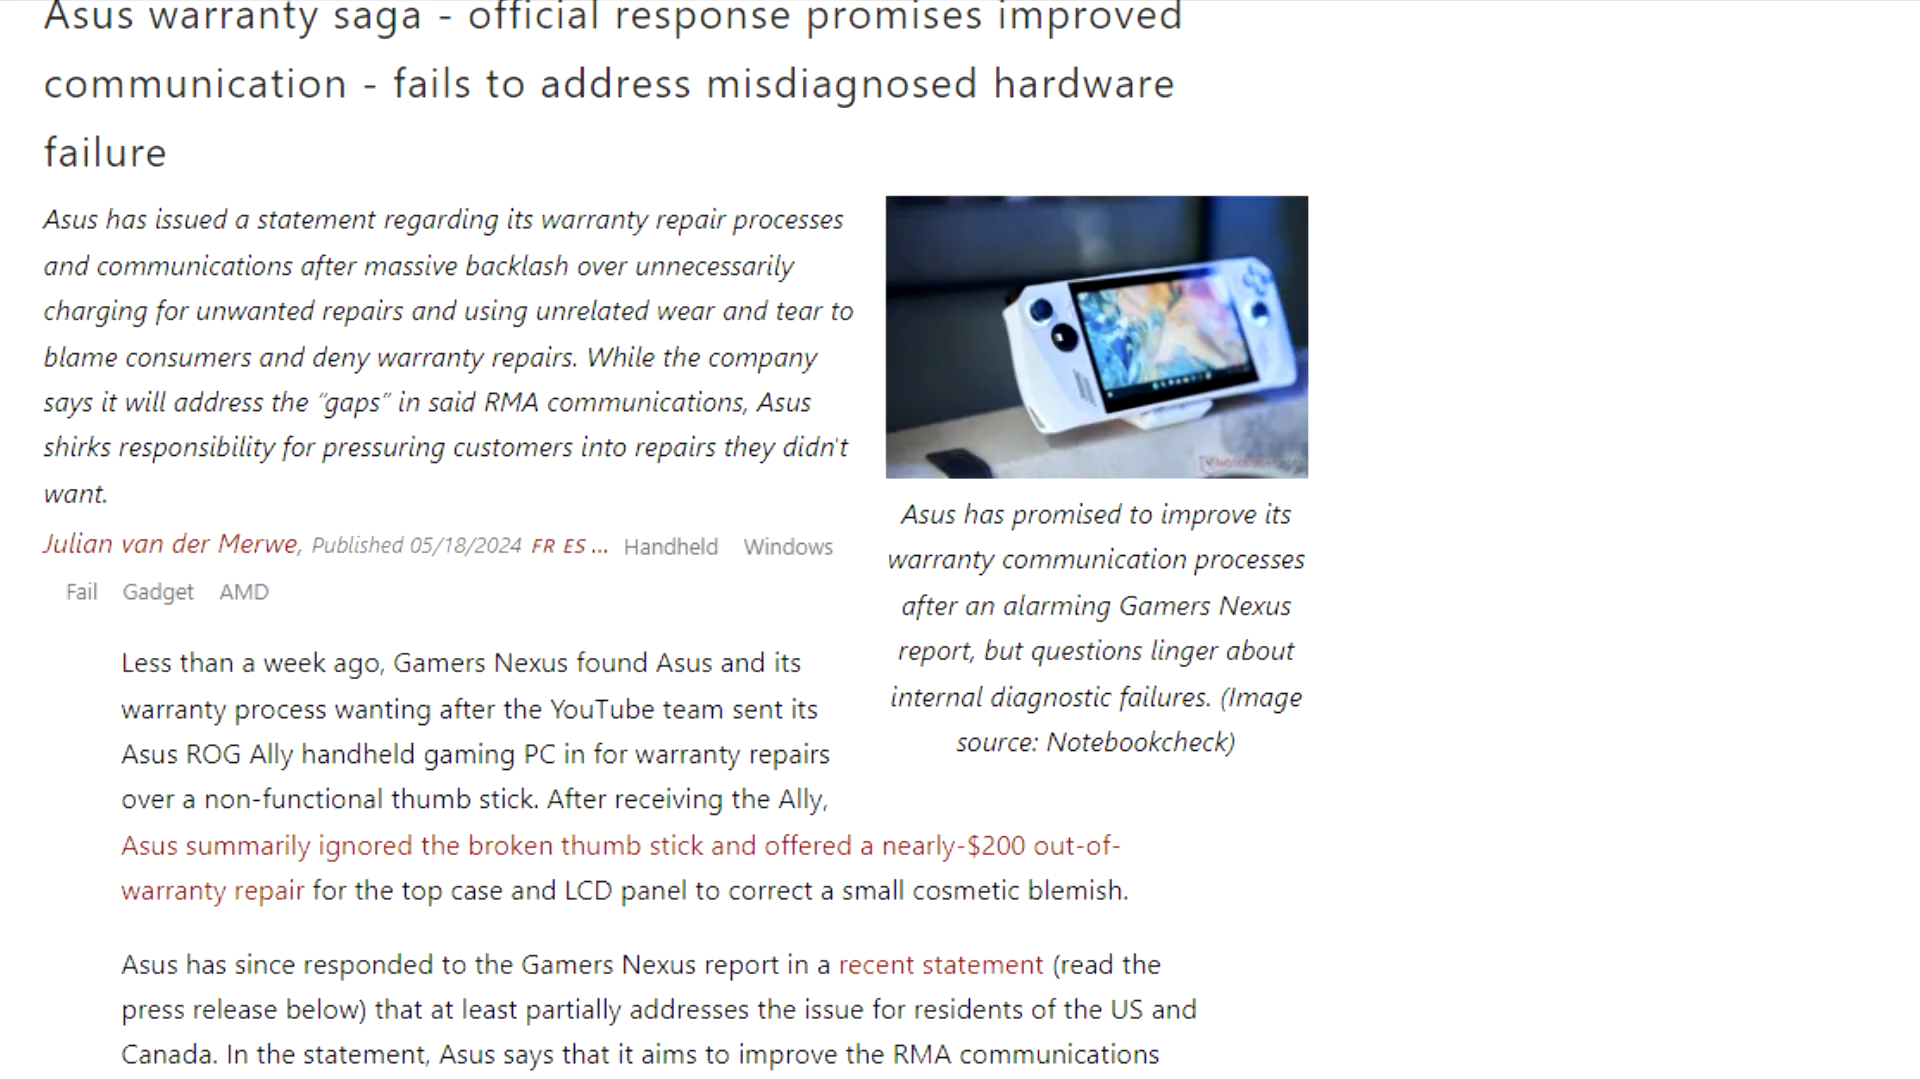 Asus warranty saga - official response promises improved
communication - fails to address misdiagnosed hardware
failure
Asus has issued a statement regarding its warranty repair processes
and communications after massive backlash over unnecessarily
charging for unwanted repairs and using unrelated wear and tear to
blame consumers and deny warranty repairs. While the company
says it will address the “gaps” in said RMA communications, Asus
shirks responsibility for pressuring customers into repairs they didn't
want.
Julian van der Merwe, Published 05/18/2024 FR ES ... Handheld Windows
Fail Gadget AMD
Asus has promised to improve its
warranty communication processes
after an alarming Gamers Nexus
report, but questions linger about
internal diagnostic failures. (Image
source: Notebookcheck)
Less than a week ago, Gamers Nexus found Asus and its
warranty process wanting after the YouTube team sent its
Asus ROG Ally handheld gaming PC in for warranty repairs
over a non-functional thumb stick. After receiving the Ally,
Asus summarily ignored the broken thumb stick and offered a nearly-$200 out-of-
warranty repair for the top case and LCD panel to correct a small cosmetic blemish.
Asus has since responded to the Gamers Nexus report in a recent statement (read the
press release below) that at least partially addresses the issue for residents of the US and
Canada. In the statement, Asus says that it aims to improve the RMA communications